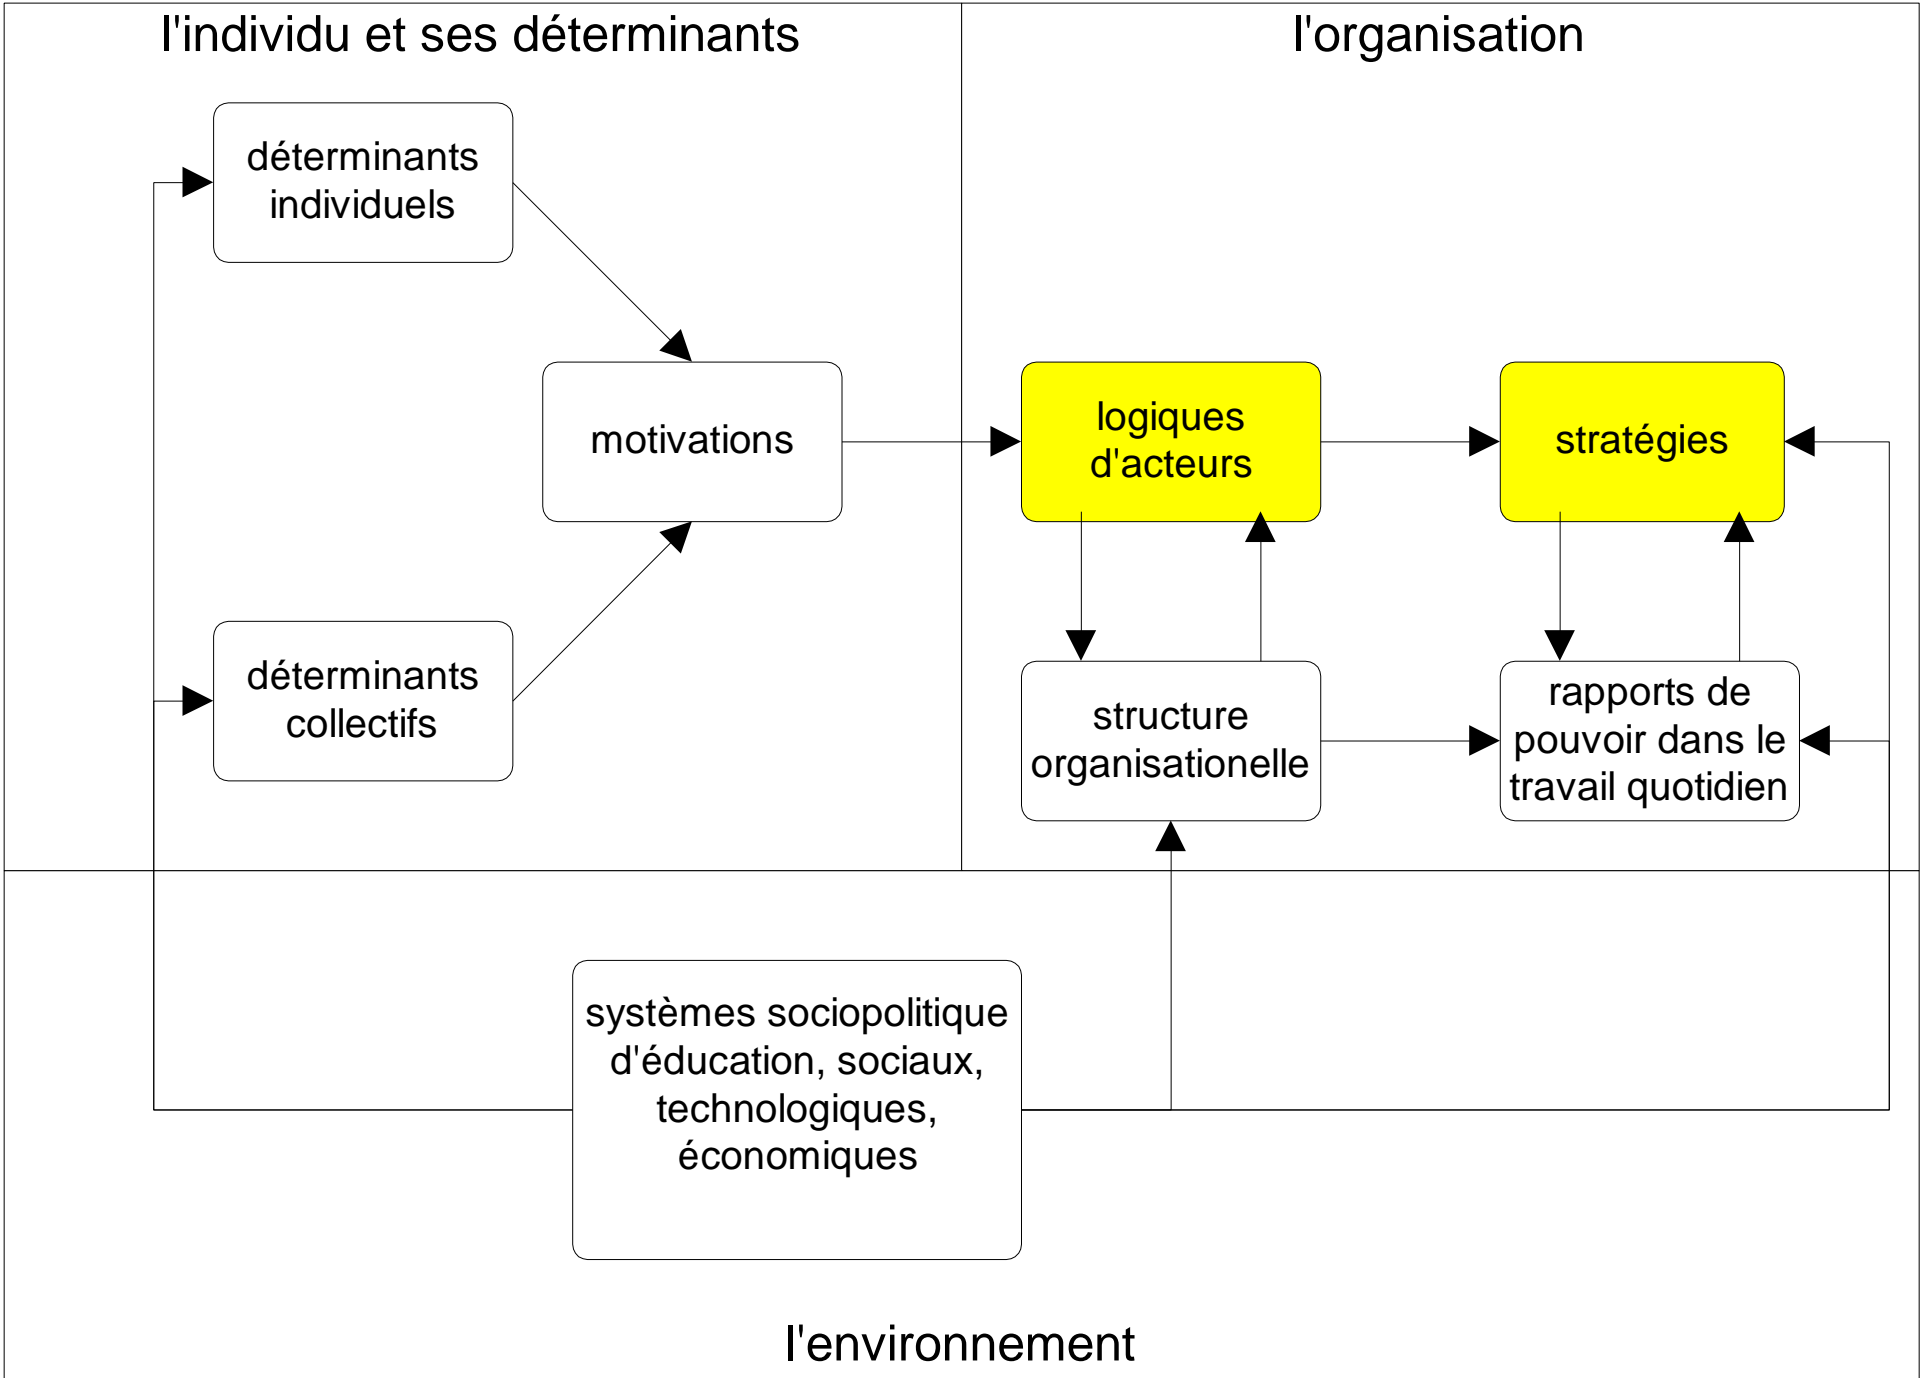 l'individu et ses déterminants
l'organisation
déterminants
individuels
motivations
logiques
d'acteurs
stratégies
déterminants
collectifs
structure
organisationelle
rapports de
pouvoir dans le
travail quotidien
systèmes sociopolitique
d'éducation, sociaux,
technologiques,
économiques
l'environnement